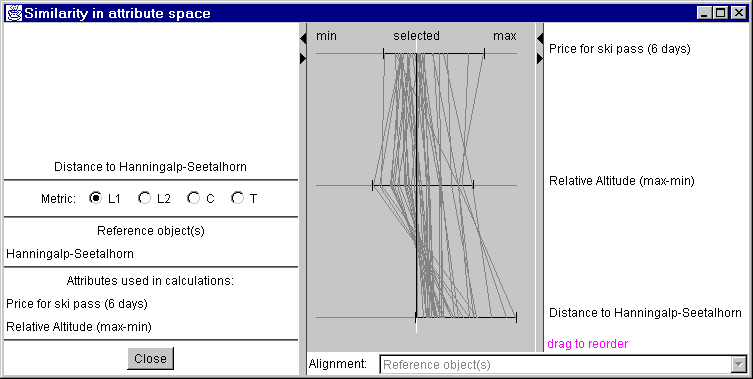 Similarity in attribute space
Distance to Hanningalp-Seetalhorn
Metric: L1 L2 C T
Reference object(s)
Hanningalp-Seetalhorn
Attributes used in calculations:
Price for ski pass (6 days)
Relative Altitude (max-min)
Close
min selected max
Price for ski pass (6 days)
Relative Altitude (max-min)
Distance to Hanningalp-Seetalhorn
drag to reorder
Alignment: Reference object(s)